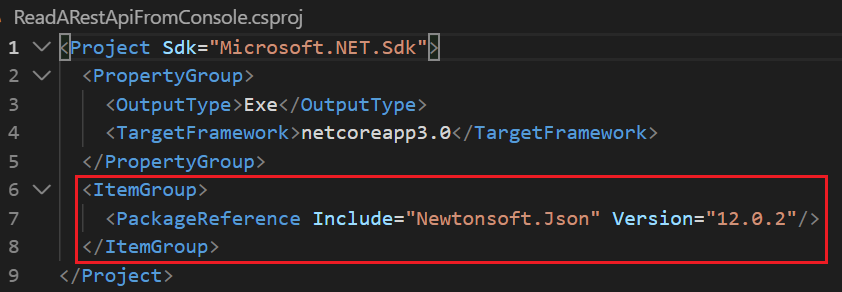 ReadARestApiFromConsole.csproj
1 <Project Sdk="Microsoft.NET.Sdk">
2 <PropertyGroup>
3 <OutputType>Exe</OutputType>
4 <TargetFramework>netcoreapp3.0</TargetFramework>
5 </PropertyGroup>
6 <ItemGroup>
7 <PackageReference Include="Newtonsoft.Json" Version="12.0.2"/>
8 </ItemGroup>
9 </Project>